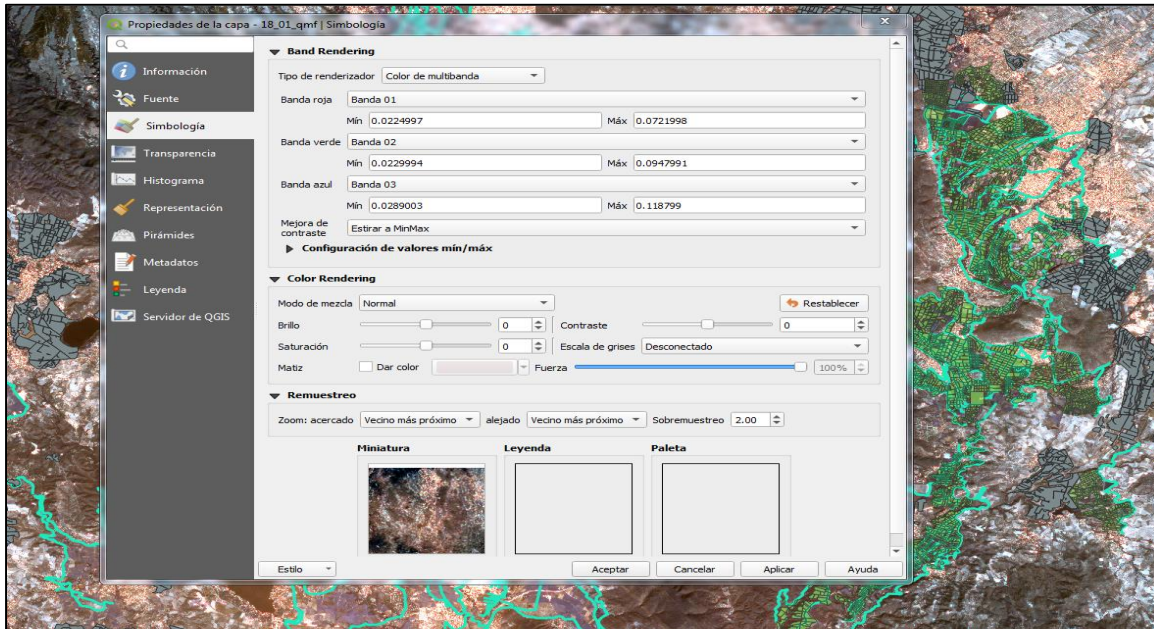 Propiedades de la capa - 18_01_qmf | Simbología
Información
Fuente
Simbología
Transparencia
Histograma
Representación
Pirámides
Metadatos
Leyenda
Servidor de QGIS
Band Rendering
Tipo de renderizador Color de multibanda
Banda roja Banda 01
Mín 0.0224997 Máx 0.0721998
Banda verde Banda 02
Mín 0.0229994 Máx 0.0947991
Banda azul Banda 03
Mín 0.0289003 Máx 0.118799
Mejora de
contraste Estirar a MinMax
Configuración de valores mín/máx
Color Rendering
Modo de mezcla Normal Restablecer
Brillo 0 Contraste 0
Saturación 0 Escala de grises Desconectado
Matiz Dar color Fuerza 100%
Remuestreo
Zoom: acercado Vecino más próximo alejado Vecino más próximo Sobremuestreo 2.00
Miniatura Leyenda Paleta
Estilo Aceptar Cancelar Aplicar Ayuda